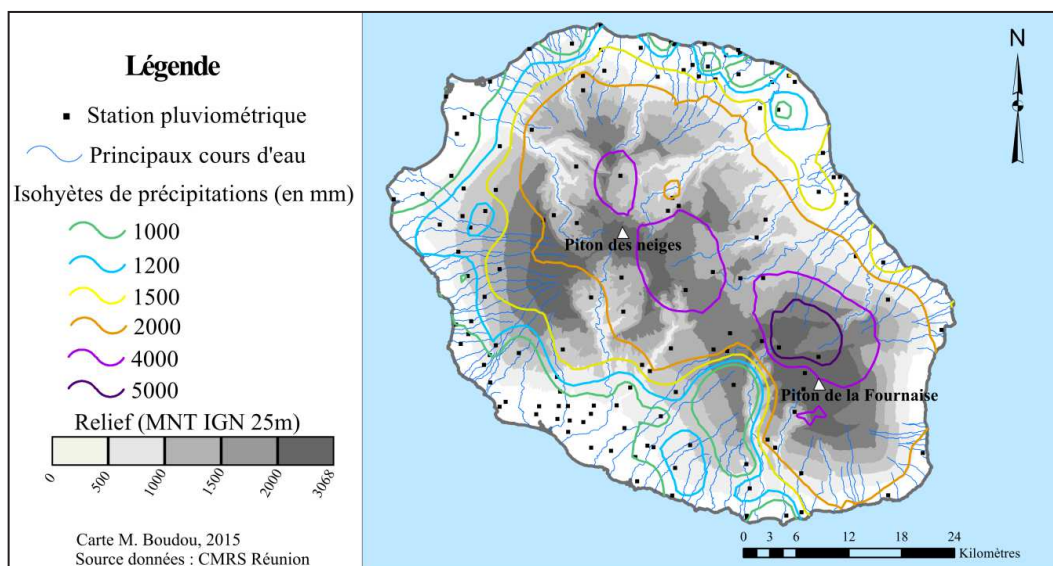 Légende
Station pluviométrique
Principaux cours d'eau
Isohyètes de précipitations (en mm)
1000
1200
1500
2000
4000
5000
Relief (MNT IGN 25m)
0 500 1000 1500 2000 3068
Carte M. Boudou, 2015
Source données : CMRS Réunion
N
Piton des neiges
Piton de la Fournaise
0 1,5 3 6 12 18 24
Kilomètres